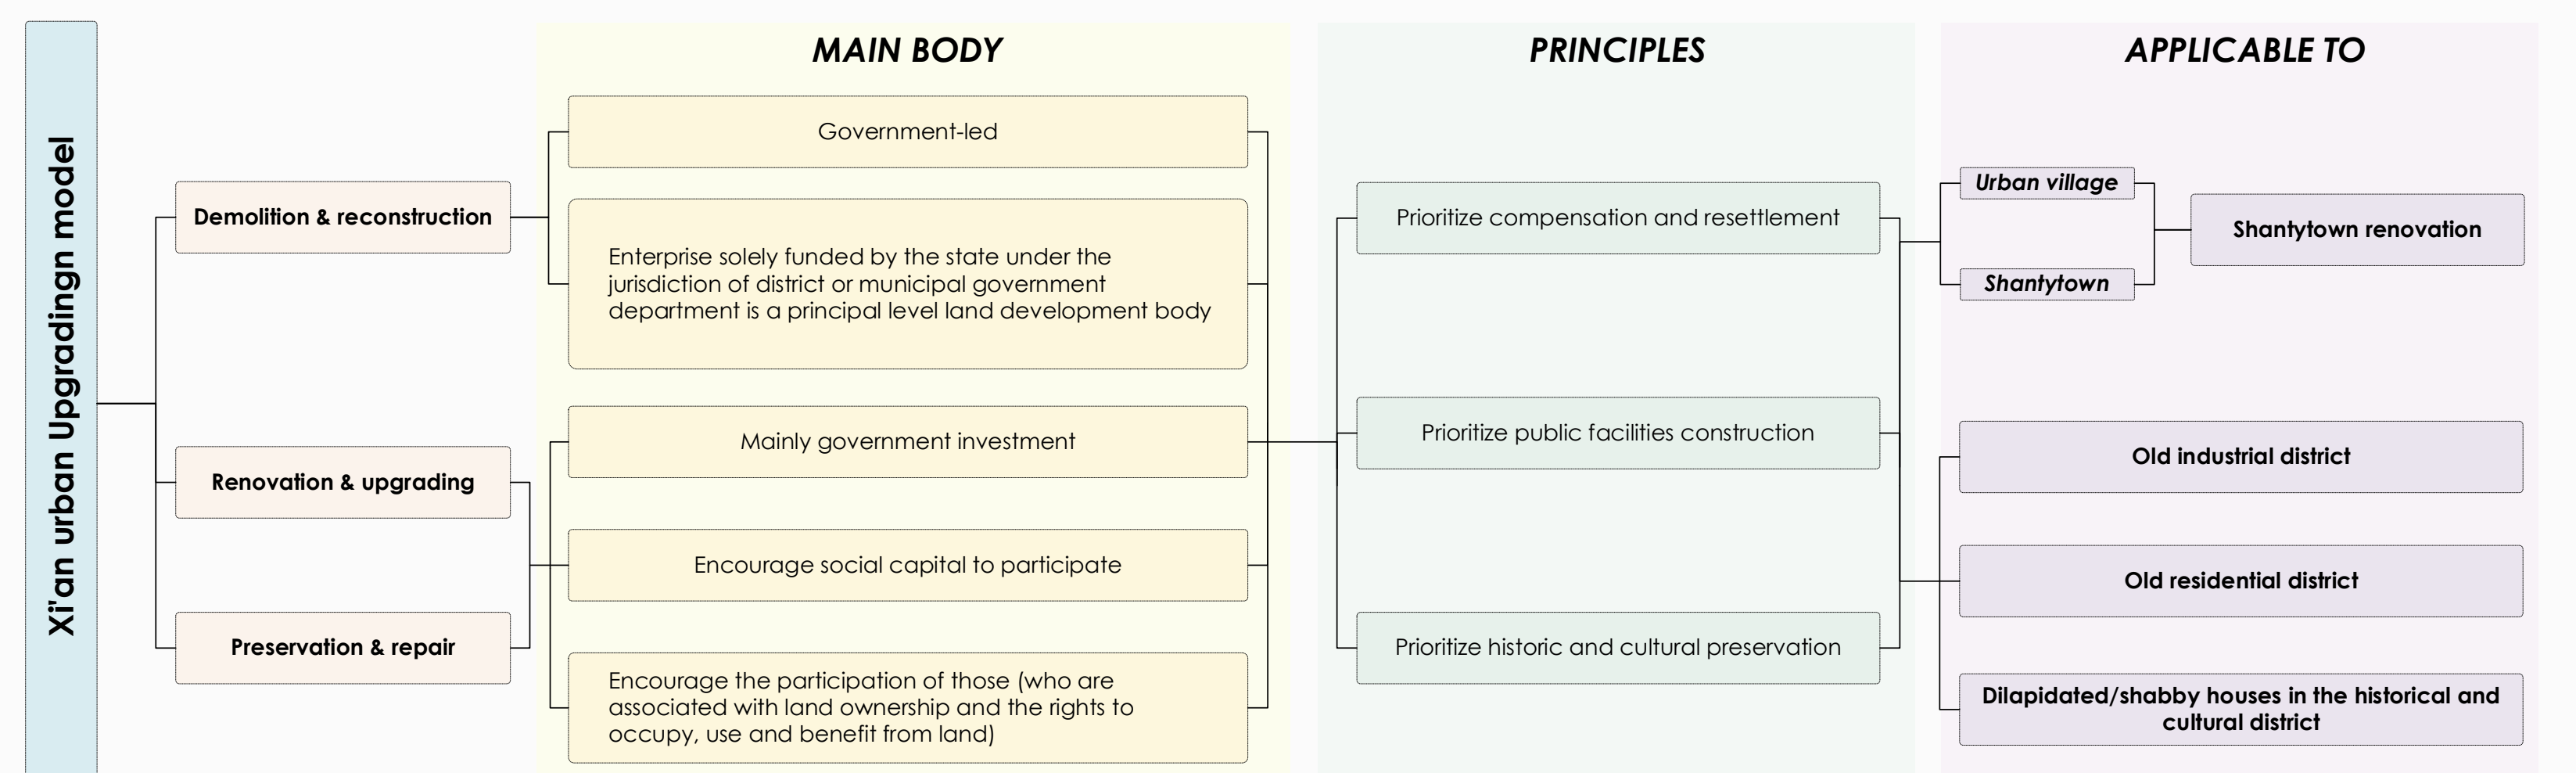 Xi'an urban Upgradingn model
Demolition & reconstruction
Renovation & upgrading
Preservation & repair
MAIN BODY
Government-led
Enterprise solely funded by the state under the
jurisdiction of district or municipal government
department is a principal level land development body
Mainly government investment
Encourage social capital to participate
Encourage the participation of those (who are
associated with land ownership and the rights to
occupy, use and benefit from land)
PRINCIPLES
Prioritize compensation and resettlement
Prioritize public facilities construction
Prioritize historic and cultural preservation
APPLICABLE TO
Urban village
Shantytown
Shantytown renovation
Old industrial district
Old residential district
Dilapidated/shabby houses in the historical and
cultural district